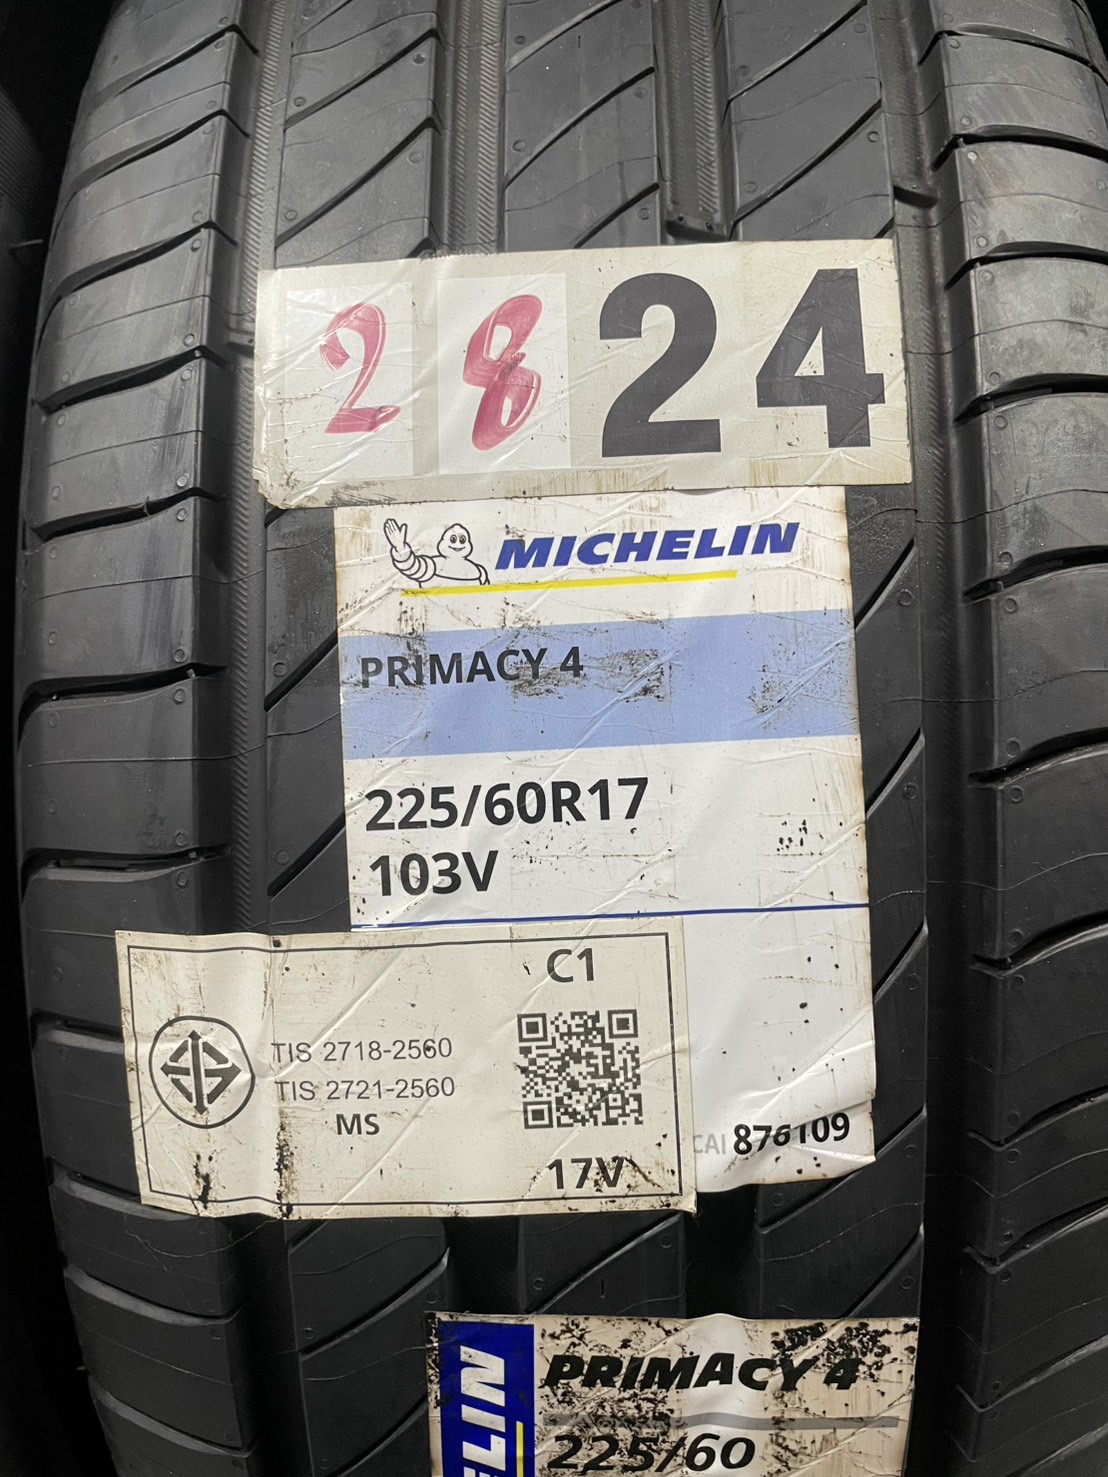 2824
MICHELIN
PRIMACY 4
225/60R17
103V
C1
TIS 2718-2560
TIS 2721-2560
MS
17V
CAI 876109
ELIN
PRIMACY 4
225/60